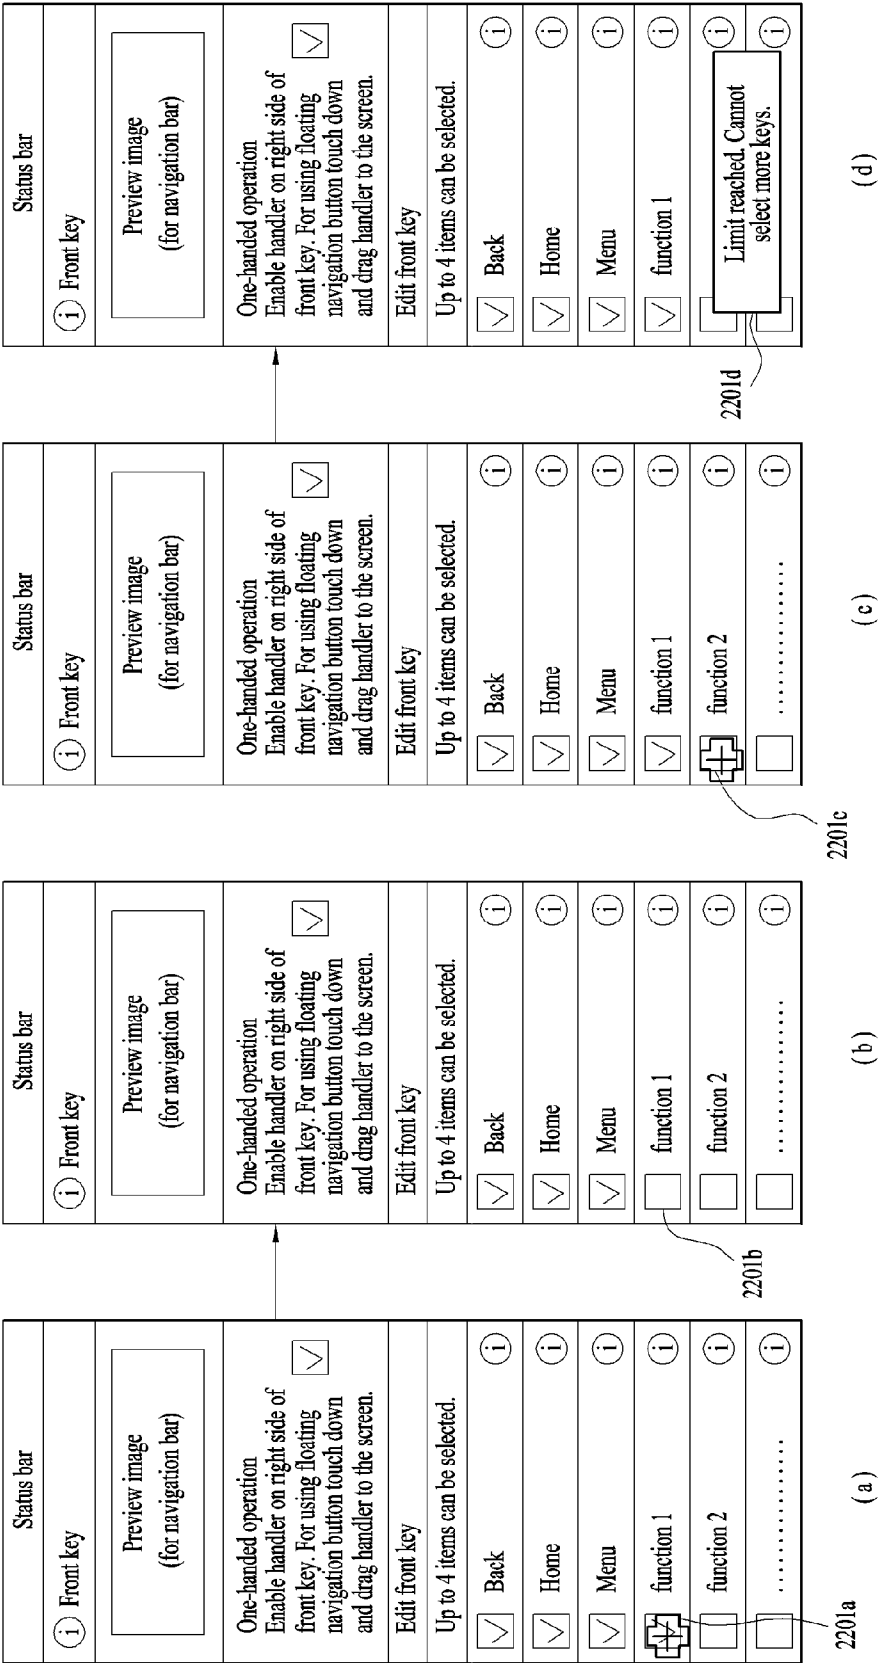 Status bar
i Front key
Preview image
(for navigation bar)
One-handed operation
Enable handler on right side of
front key. For using floating
navigation button touch down
and drag handler to the screen.
Edit front key
Up to 4 items can be selected.
Back i
Home i
Menu i
function 1 i
function 2 i
.................... i
2201a
(a)
Status bar
i Front key
Preview image
(for navigation bar)
One-handed operation
Enable handler on right side of
front key. For using floating
navigation button touch down
and drag handler to the screen.
Edit front key
Up to 4 items can be selected.
Back i
Home i
Menu i
function 1 i
function 2 i
.................... i
2201b
(b)
Status bar
i Front key
Preview image
(for navigation bar)
One-handed operation
Enable handler on right side of
front key. For using floating
navigation button touch down
and drag handler to the screen.
Edit front key
Up to 4 items can be selected.
Back i
Home i
Menu i
function 1 i
function 2 i
.................... i
2201c
(c)
Status bar
i Front key
Preview image
(for navigation bar)
One-handed operation
Enable handler on right side of
front key. For using floating
navigation button touch down
and drag handler to the screen.
Edit front key
Up to 4 items can be selected.
Back i
Home i
Menu i
function 1 i
i
Limit reached. Cannot
select more keys.
i
2201d
(d)